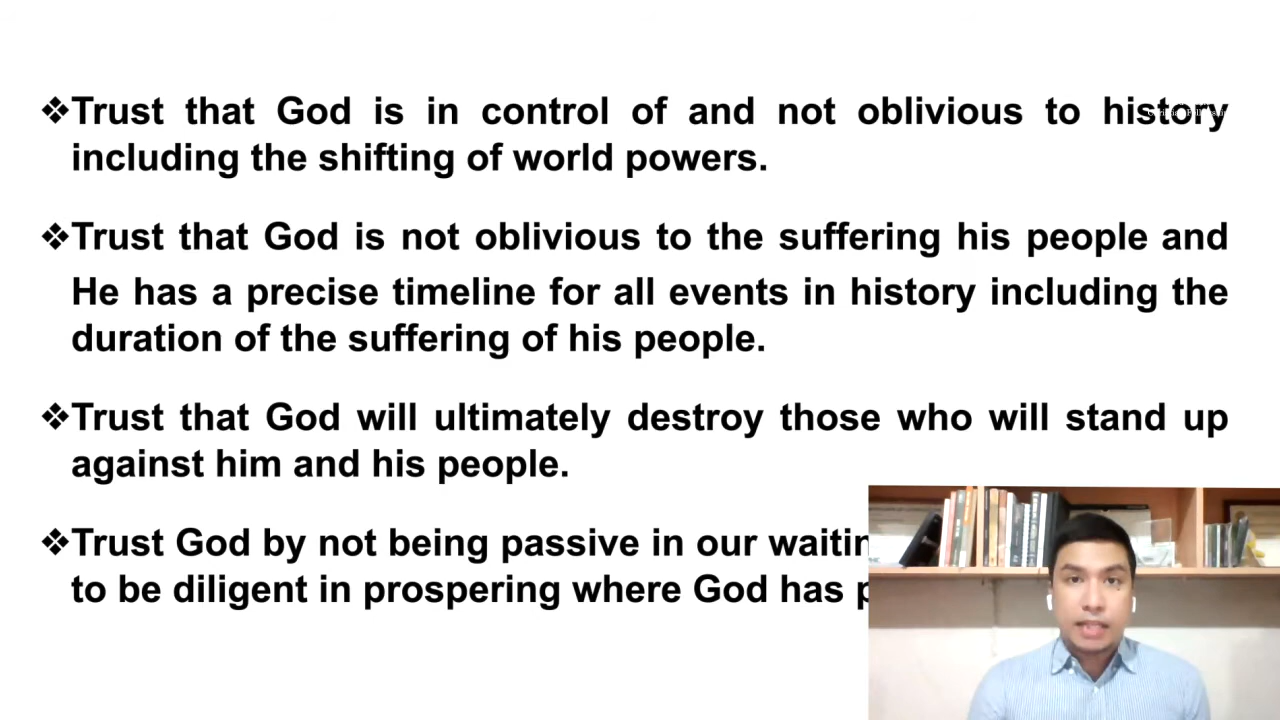 ❖Trust that God is in control of and not oblivious to history
including the shifting of world powers.
❖Trust that God is not oblivious to the suffering his people and
He has a precise timeline for all events in history including the
duration of the suffering of his people.
❖Trust that God will ultimately destroy those who will stand up
against him and his people.
❖Trust God by not being passive in our
to be diligent in prospering where God has